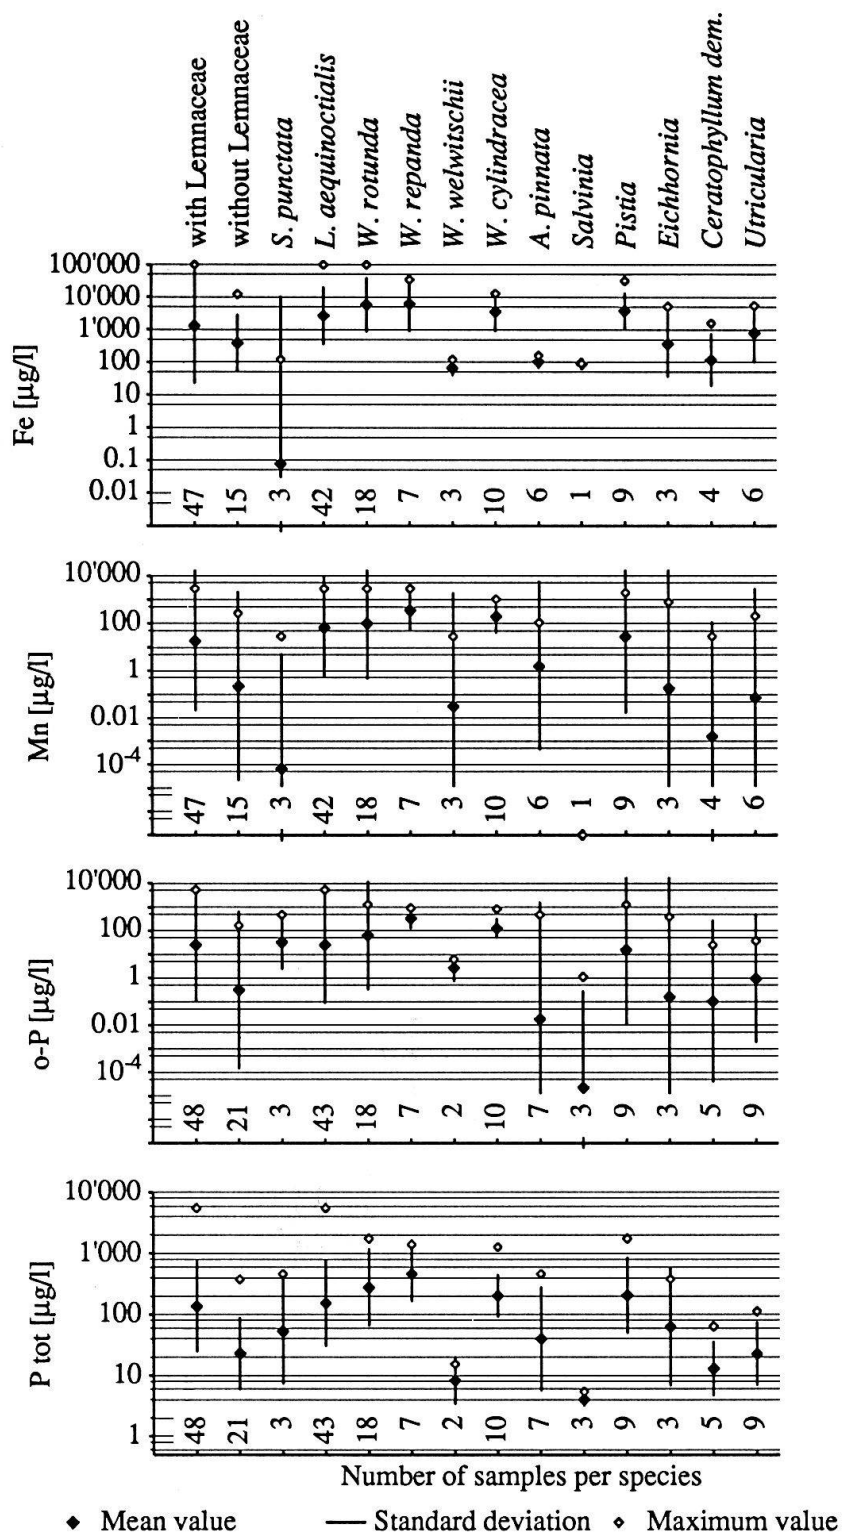 with Lemnaceae
without Lemnaceae
S. punctata
L. aequinoctialis
W. rotunda
W. repanda
W. welwitschii
W. cylindracea
A. pinnata
Salvinia
Pistia
Eichhornia
Ceratophyllum dem.
Utricularia
Fe [µg/l]
100'000
10'000
1'000
100
10
1
0.1
0.01
47 15 3 42 18 7 3 10 6 1 9 3 4 6
Mn [µg/l]
10'000
100
1
0.01
10⁻⁴
47 15 3 42 18 7 3 10 6 1 9 3 4 6
o-P [µg/l]
10'000
100
1
0.01
10⁻⁴
48 21 3 43 18 7 2 10 7 3 9 3 5 9
P tot [µg/l]
10'000
1'000
100
10
1
48 21 3 43 18 7 2 10 7 3 9 3 5 9
Number of samples per species
Mean value Standard deviation Maximum value